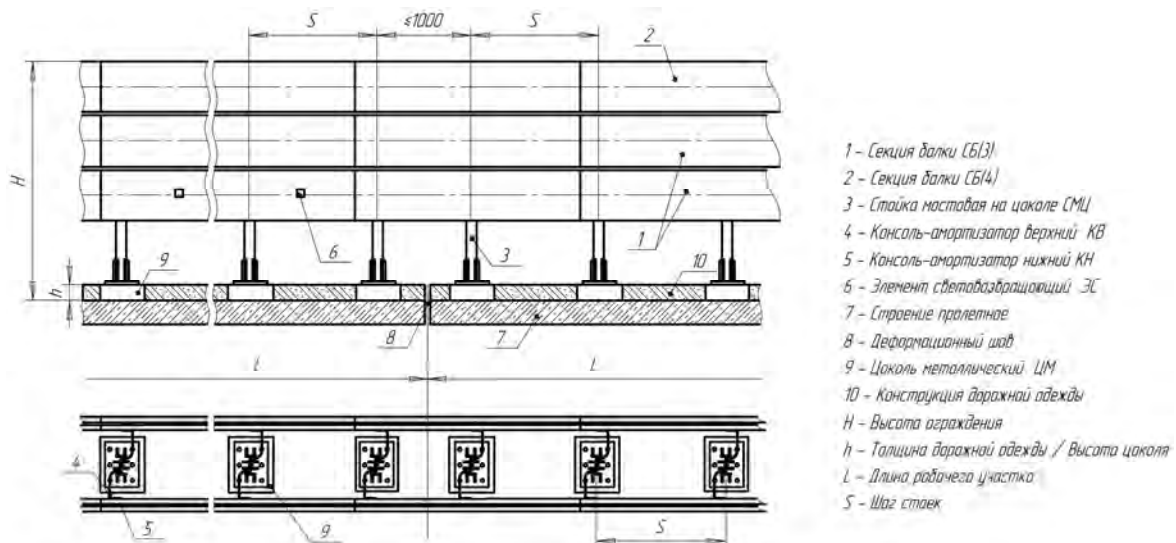 S
≤1000
S
2
H
1
9
6
3
10
h
8
7
L
L
4
5
9
S
1 - Секция балки СБ(3)
2 - Секция балки СБ(4)
3 - Стойка мостовая на цоколе СМЦ
4 - Консоль-амортизатор верхний КВ
5 - Консоль-амортизатор нижний КН
6 - Элемент световозвращающий ЭС
7 - Строение пролетное
8 - Деформационный шов
9 - Цоколь металлический ЦМ
10 - Конструкция дорожной одежды
H - Высота ограждения
h - Толщина дорожной одежды / Высота цоколя
L - Длина рабочего участка
S - Шаг стоек